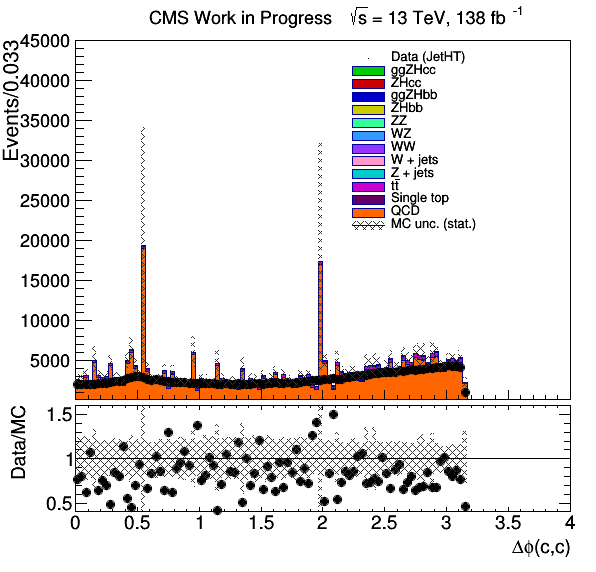 CMS Work in Progress √s = 13 TeV, 138 fb -1
Events/0.033
45000
40000
35000
30000
25000
20000
15000
10000
5000
Data (JetHT)
ggZHcc
ZHcc
ggZHbb
ZHbb
ZZ
WZ
WW
W + jets
Z + jets
tt̄
Single top
QCD
MC unc. (stat.)
Data/MC
1.5
1
0.5
0 0.5 1 1.5 2 2.5 3 3.5 4
Δϕ(c,c)